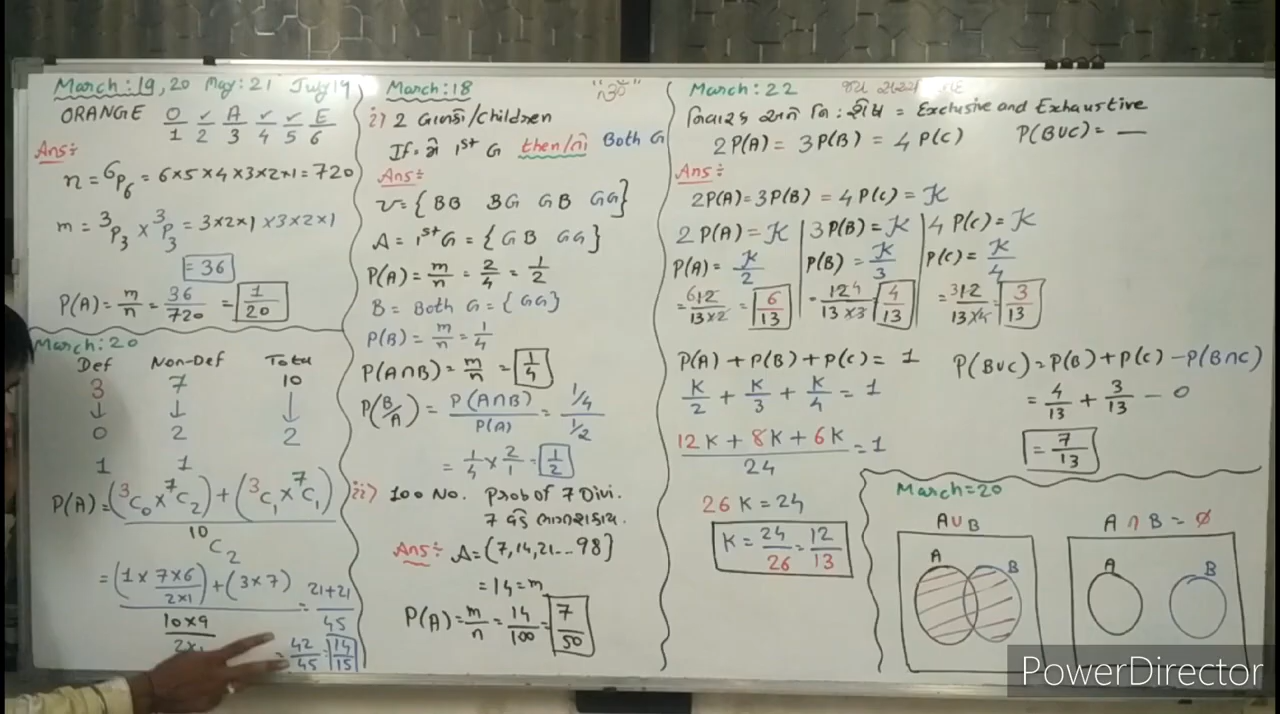 March:19,20 May:21 July19
ORANGE O ✓ A ✓ ✓ E
1 2 3 4 5 6
Ans:
n = ⁶P₆ = 6×5×4×3×2×1 = 720
m = ³P₃ × ³P₃ = 3×2×1 × 3×2×1
= 36
P(A) = m/n = 36/720 = 1/20
March:20
Def Non-Def Total
3 7 10
↓ ↓ ↓
0 2 2
1 1
P(A) = (³C₀ × ⁷C₂) + (³C₁ × ⁷C₁) / ¹⁰C₂
= (1 × 7×6/2×1) + (3×7) / 10×9/2×1 = 21+21/45
= 42/45 = 14/15
March:18
i) 2 /Children
If = 1st G then/ Both G
Ans:
U = { BB BG GB GG}
A = 1st G = { GB GG }
P(A) = m/n = 2/4 = 1/2
B = Both G = {GG}
P(B) = m/n = 1/4
P(A∩B) = m/n = 1/4
P(B/A) = P(A∩B)/P(A) = 1/4 / 1/2
= 1/4 × 2/1 = 1/2
ii) 100 No. Prob of 7 Divi.
7 વડે
Ans: A = {7,14,21...98}
= 14 = m
P(A) = m/n = 14/100 = 7/50
"ૐ"
March:22
નિવારક અને નિ:શેષ = Exclusive and Exhaustive
2P(A) = 3P(B) = 4P(C) P(B∪C) = —
Ans:
2P(A) = 3P(B) = 4P(C) = K
2P(A) = K | 3P(B) = K | 4P(C) = K
P(A) = K/2 P(B) = K/3 P(C) = K/4
= 12/13×2 = 6/13 = 12/13×3 = 4/13 = 12/13×4 = 3/13
P(A) + P(B) + P(C) = 1
K/2 + K/3 + K/4 = 1
12K + 8K + 6K/24 = 1
26 K = 24
K = 24/26 = 12/13
P(B∪C) = P(B) + P(C) - P(B∩C)
= 4/13 + 3/13 - 0
= 7/13
March=20
A∪B A ∩ B = φ
A B A B
PowerDirector